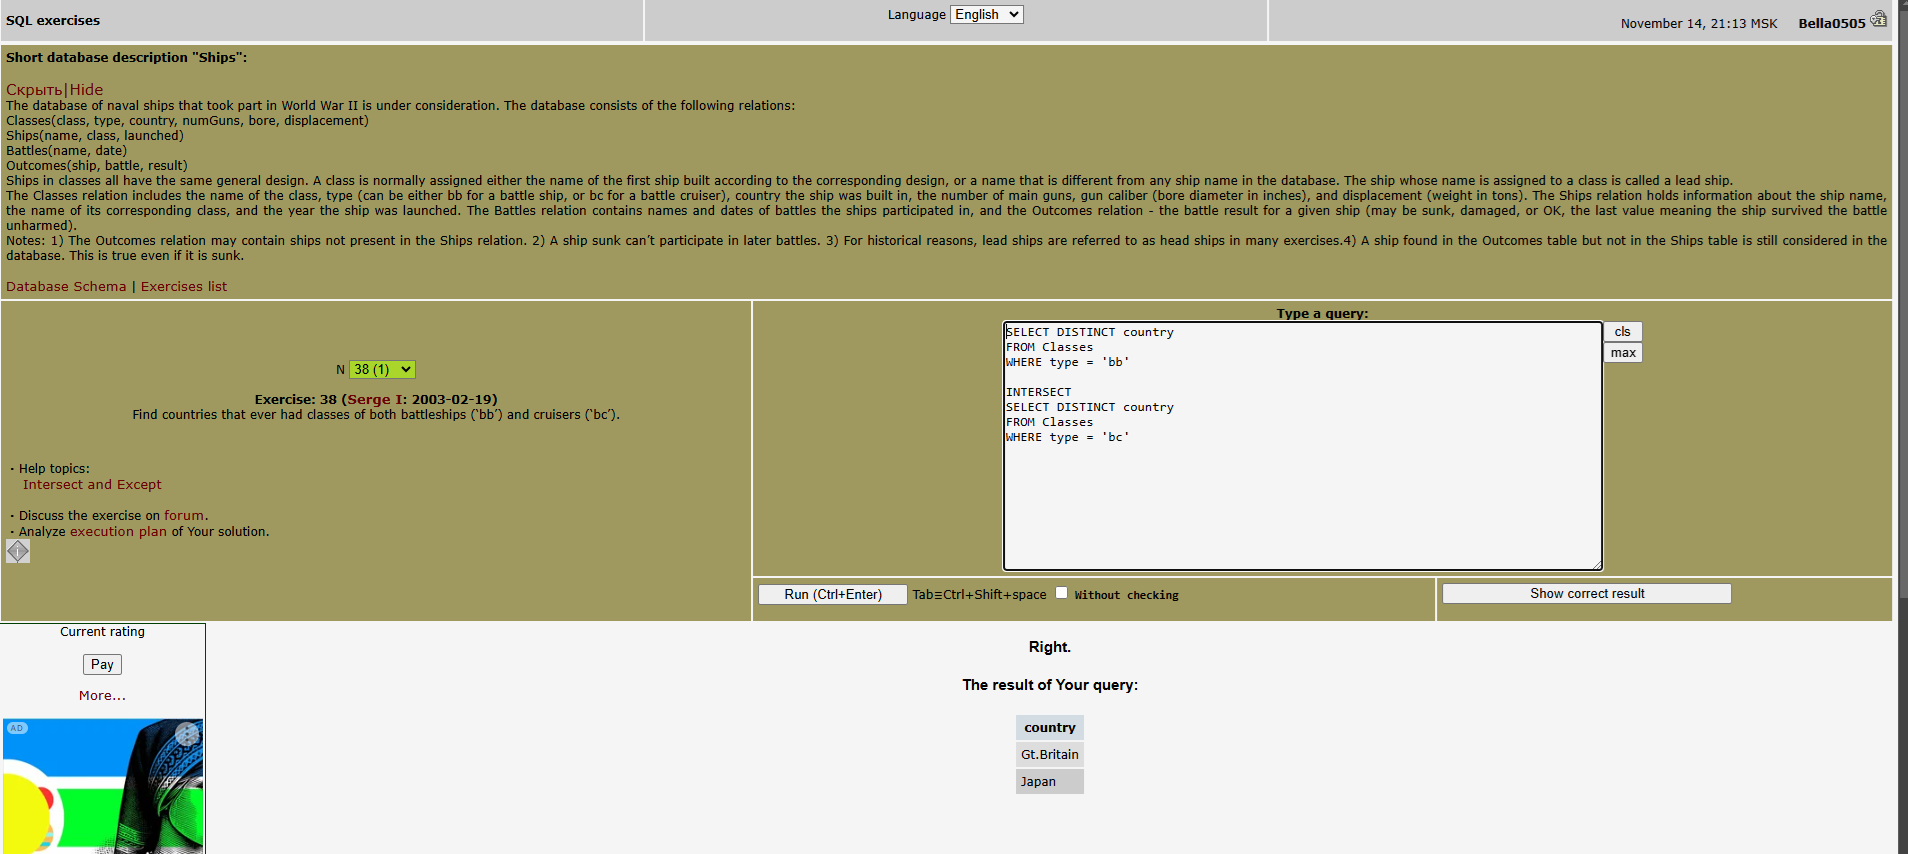 SQL exercises
Language English
November 14, 21:13 MSK Bella0505
Short database description "Ships":
Скрыть|Hide
The database of naval ships that took part in World War II is under consideration. The database consists of the following relations:
Classes(class, type, country, numGuns, bore, displacement)
Ships(name, class, launched)
Battles(name, date)
Outcomes(ship, battle, result)
Ships in classes all have the same general design. A class is normally assigned either the name of the first ship built according to the corresponding design, or a name that is different from any ship name in the database. The ship whose name is assigned to a class is called a lead ship.
The Classes relation includes the name of the class, type (can be either bb for a battle ship, or bc for a battle cruiser), country the ship was built in, the number of main guns, gun caliber (bore diameter in inches), and displacement (weight in tons). The Ships relation holds information about the ship name,
the name of its corresponding class, and the year the ship was launched. The Battles relation contains names and dates of battles the ships participated in, and the Outcomes relation - the battle result for a given ship (may be sunk, damaged, or OK, the last value meaning the ship survived the battle
unharmed).
Notes: 1) The Outcomes relation may contain ships not present in the Ships relation. 2) A ship sunk can’t participate in later battles. 3) For historical reasons, lead ships are referred to as head ships in many exercises.4) A ship found in the Outcomes table but not in the Ships table is still considered in the
database. This is true even if it is sunk.
Database Schema | Exercises list
N 38 (1)
Exercise: 38 (Serge I: 2003-02-19)
Find countries that ever had classes of both battleships (‘bb’) and cruisers (‘bc’).
· Help topics:
Intersect and Except
· Discuss the exercise on forum.
· Analyze execution plan of Your solution.
Type a query:
SELECT DISTINCT country
FROM Classes
WHERE type = 'bb'
INTERSECT
SELECT DISTINCT country
FROM Classes
WHERE type = 'bc'
cls
max
Run (Ctrl+Enter) Tab≡Ctrl+Shift+space Without checking
Show correct result
Current rating
Pay
More...
AD
Right.
The result of Your query:
country
Gt.Britain
Japan